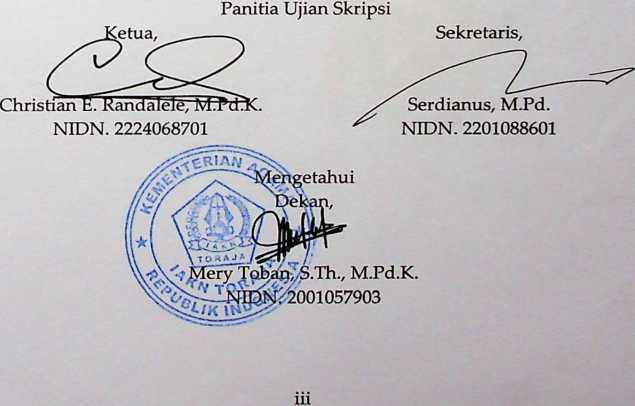 Panitia Ujian Skripsi
Ketua,
Sekretaris,
Christian E. Randalele, M.Pd.K.
Serdianus, M.Pd.
NIDN. 2224068701
NIDN. 2201088601
Mengetahui
Dekan,
KEMENTERIAN AGAMA
IAKN
TORAJA
IAKN TORAJA
REPUBLIK INDONESIA
Mery Toban, S.Th., M.Pd.K.
NIDN. 2001057903
iii